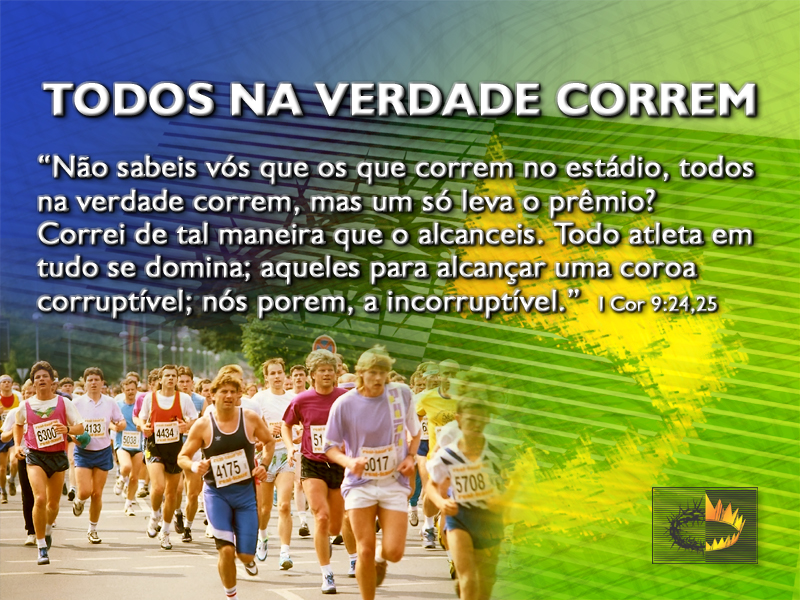 TODOS NA VERDADE CORREM
“Não sabeis vós que os que correm no estádio, todos
na verdade correm, mas um só leva o prêmio?
Correi de tal maneira que o alcanceis. Todo atleta em
tudo se domina; aqueles para alcançar uma coroa
corruptível; nós porem, a incorruptível.” 1 Cor 9:24,25
6300
4133
5038
4434
4175
51
6017
5708